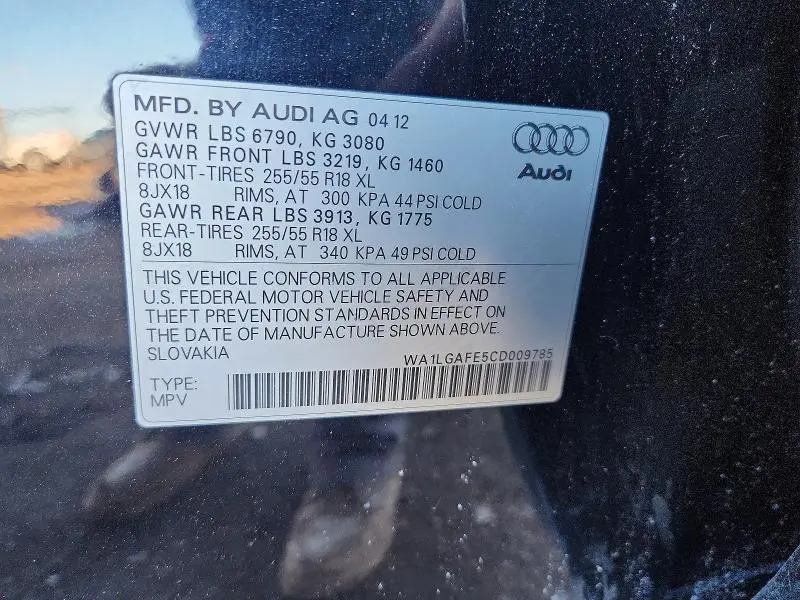 MFD. BY AUDI AG 04 12
GVWR LBS 6790, KG 3080
GAWR FRONT LBS 3219, KG 1460
FRONT-TIRES 255/55 R18 XL
8JX18 RIMS, AT 300 KPA 44 PSI COLD
GAWR REAR LBS 3913, KG 1775
REAR-TIRES 255/55 R18 XL
8JX18 RIMS, AT 340 KPA 49 PSI COLD
Audi
THIS VEHICLE CONFORMS TO ALL APPLICABLE
U.S. FEDERAL MOTOR VEHICLE SAFETY AND
THEFT PREVENTION STANDARDS IN EFFECT ON
THE DATE OF MANUFACTURE SHOWN ABOVE.
SLOVAKIA WA1LGAFE5CD009785
TYPE:
MPV